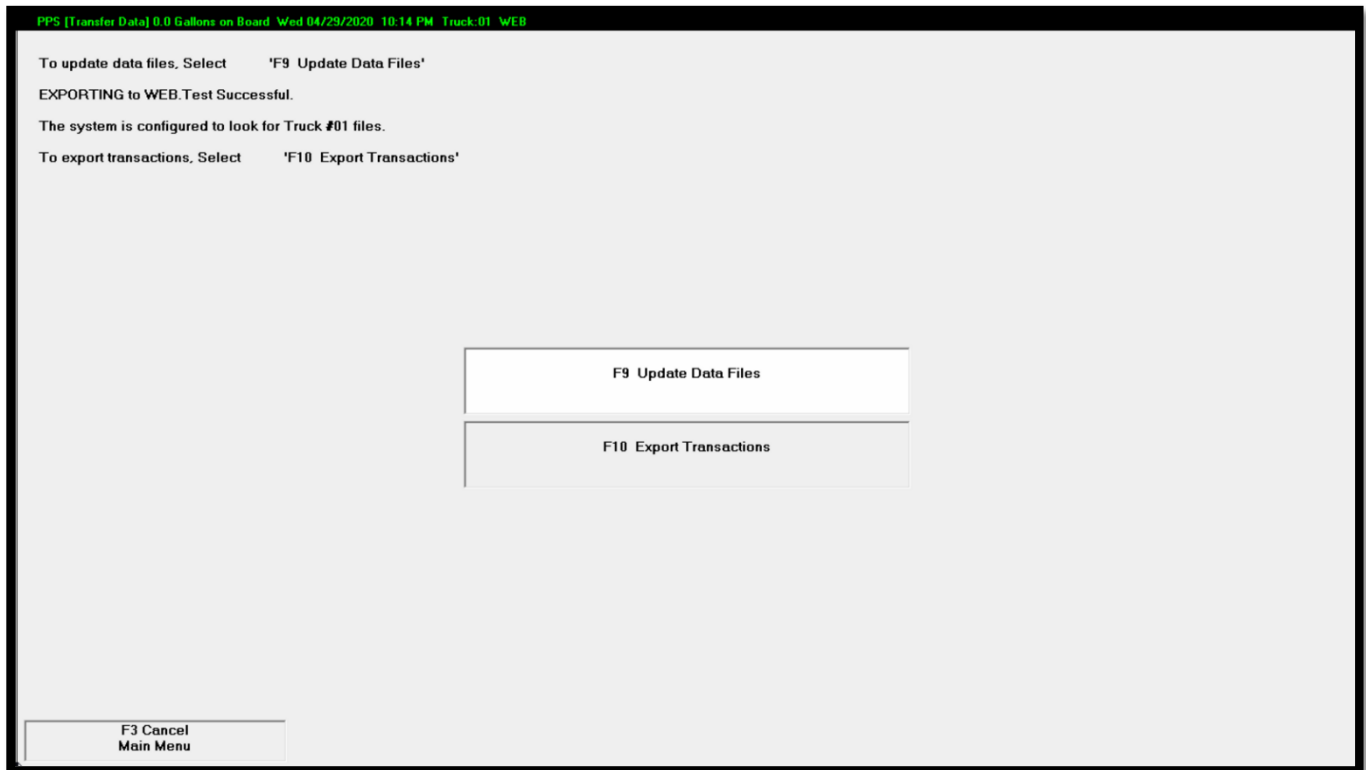 PPS [Transfer Data] 0.0 Gallons on Board Wed 04/29/2020 10:14 PM Truck:01 WEB
To update data files, Select 'F9 Update Data Files'
EXPORTING to WEB.Test Successful.
The system is configured to look for Truck #01 files.
To export transactions, Select 'F10 Export Transactions'
F9 Update Data Files
F10 Export Transactions
F3 Cancel
Main Menu